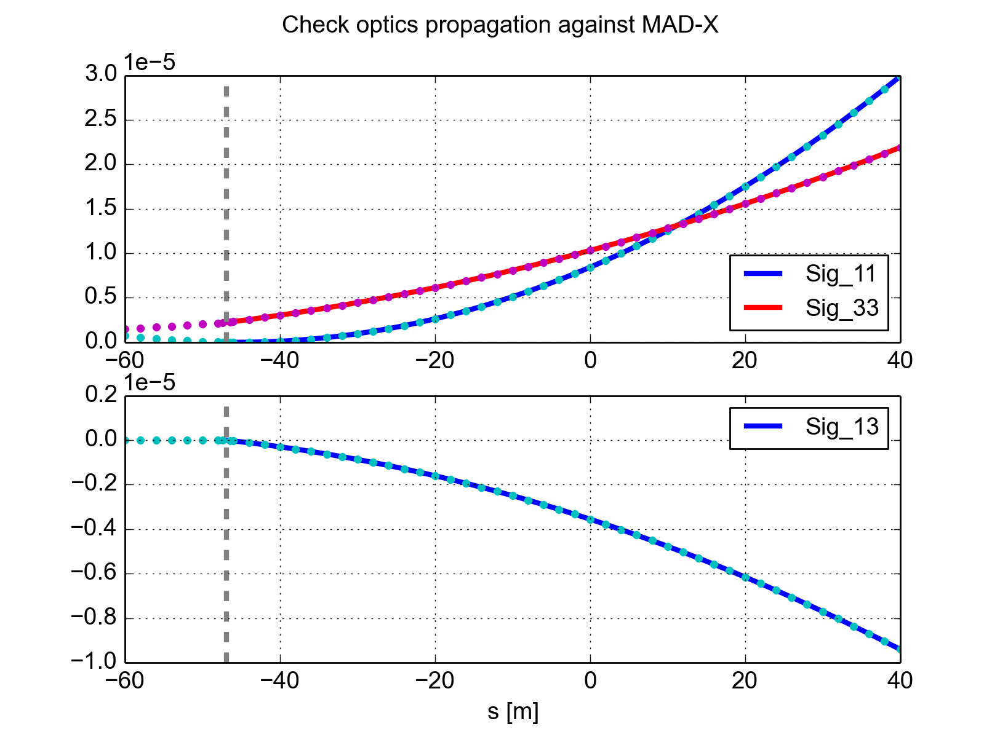 Check optics propagation against MAD-X
1e−5
3.0
2.5
2.0
1.5
1.0
0.5
0.0
Sig_11
Sig_33
−60 −40 −20 0 20 40
1e−5
0.2
0.0
−0.2
−0.4
−0.6
−0.8
−1.0
Sig_13
−60 −40 −20 0 20 40
s [m]